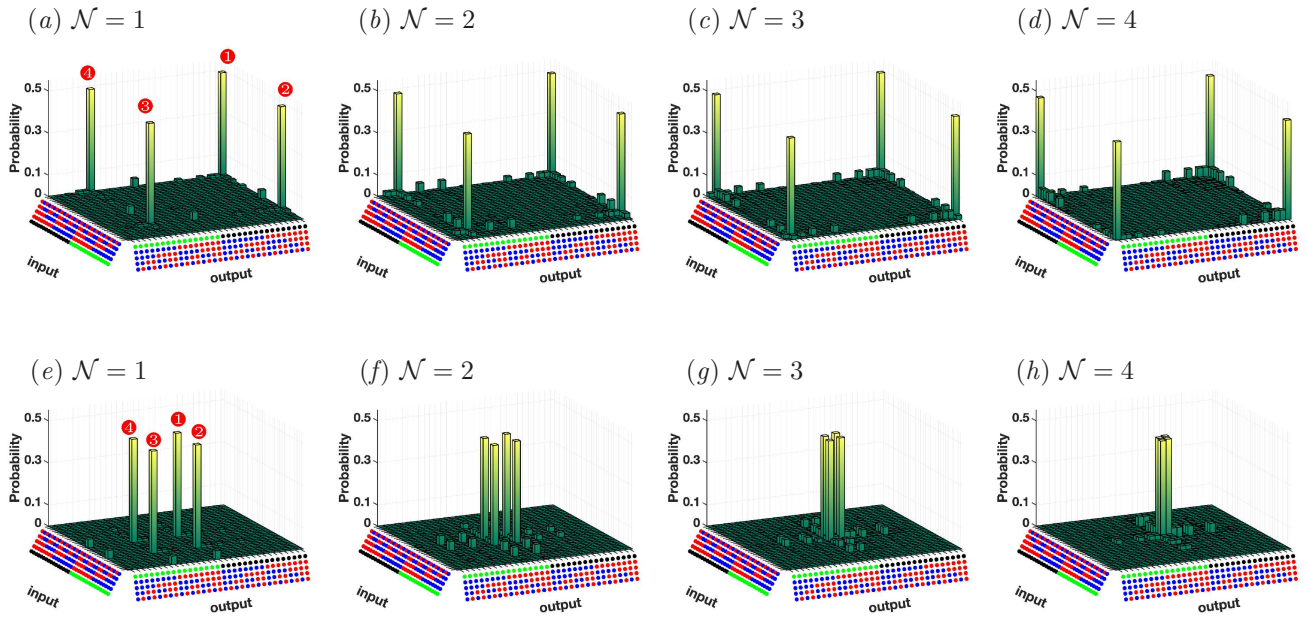 (a) 𝒩 = 1
(b) 𝒩 = 2
(c) 𝒩 = 3
(d) 𝒩 = 4
Probability
0.5
0.3
0.1
0
④
③
①
②
input
output
Probability
0.5
0.3
0.1
0
input
output
Probability
0.5
0.3
0.1
0
input
output
Probability
0.5
0.3
0.1
0
input
output
(e) 𝒩 = 1
(f) 𝒩 = 2
(g) 𝒩 = 3
(h) 𝒩 = 4
Probability
0.5
0.3
0.1
0
④
③
①
②
input
output
Probability
0.5
0.3
0.1
0
input
output
Probability
0.5
0.3
0.1
0
input
output
Probability
0.5
0.3
0.1
0
input
output